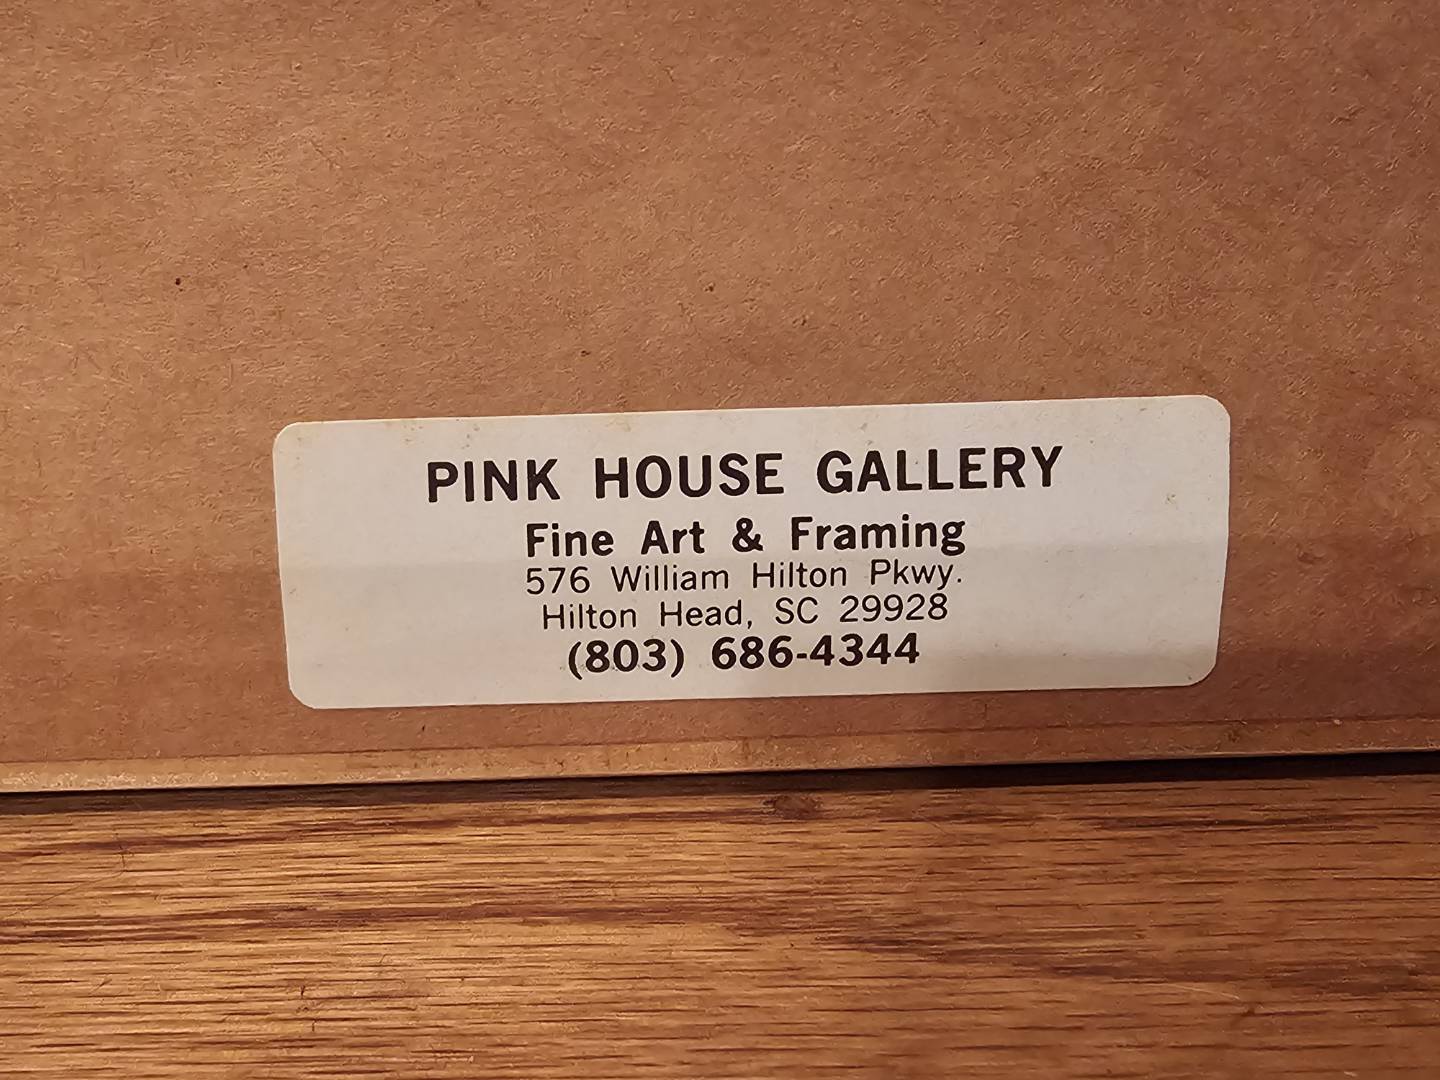 PINK HOUSE GALLERY
Fine Art & Framing
576 William Hilton Pkwy.
Hilton Head, SC 29928
(803) 686-4344